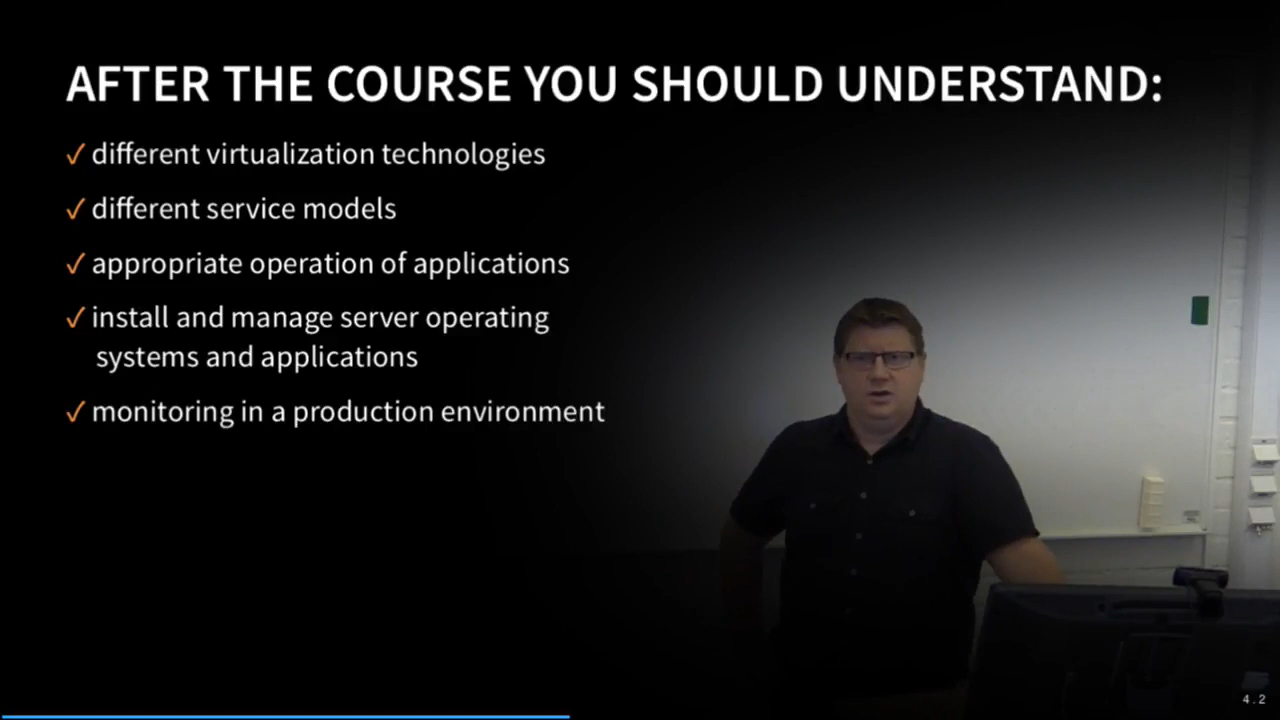 AFTER THE COURSE YOU SHOULD UNDERSTAND:
✓ different virtualization technologies
✓ different service models
✓ appropriate operation of applications
✓ install and manage server operating
systems and applications
✓ monitoring in a production environment
4.2